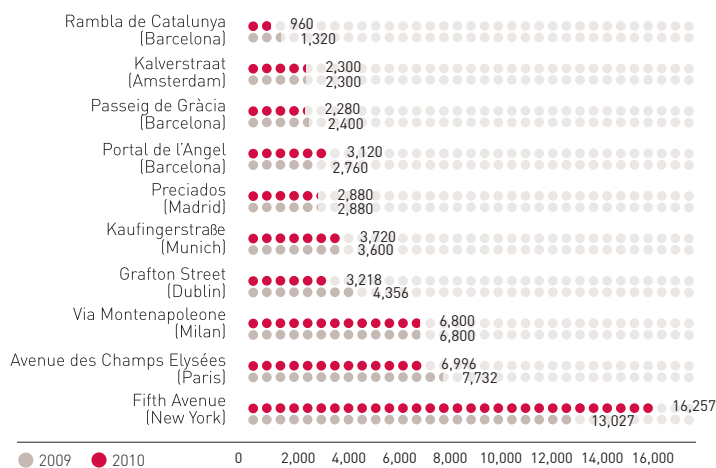 Rambla de Catalunya
(Barcelona)
960
1,320
Kalverstraat
(Amsterdam)
2,300
2,300
Passeig de Gràcia
(Barcelona)
2,280
2,400
Portal de l'Angel
(Barcelona)
3,120
2,760
Preciados
(Madrid)
2,880
2,880
Kaufingerstraße
(Munich)
3,720
3,600
Grafton Street
(Dublin)
3,218
4,356
Via Montenapoleone
(Milan)
6,800
6,800
Avenue des Champs Elysées
(Paris)
6,996
7,732
Fifth Avenue
(New York)
16,257
13,027
2009 2010 0 2,000 4,000 6,000 8,000 10,000 12,000 14,000 16,000